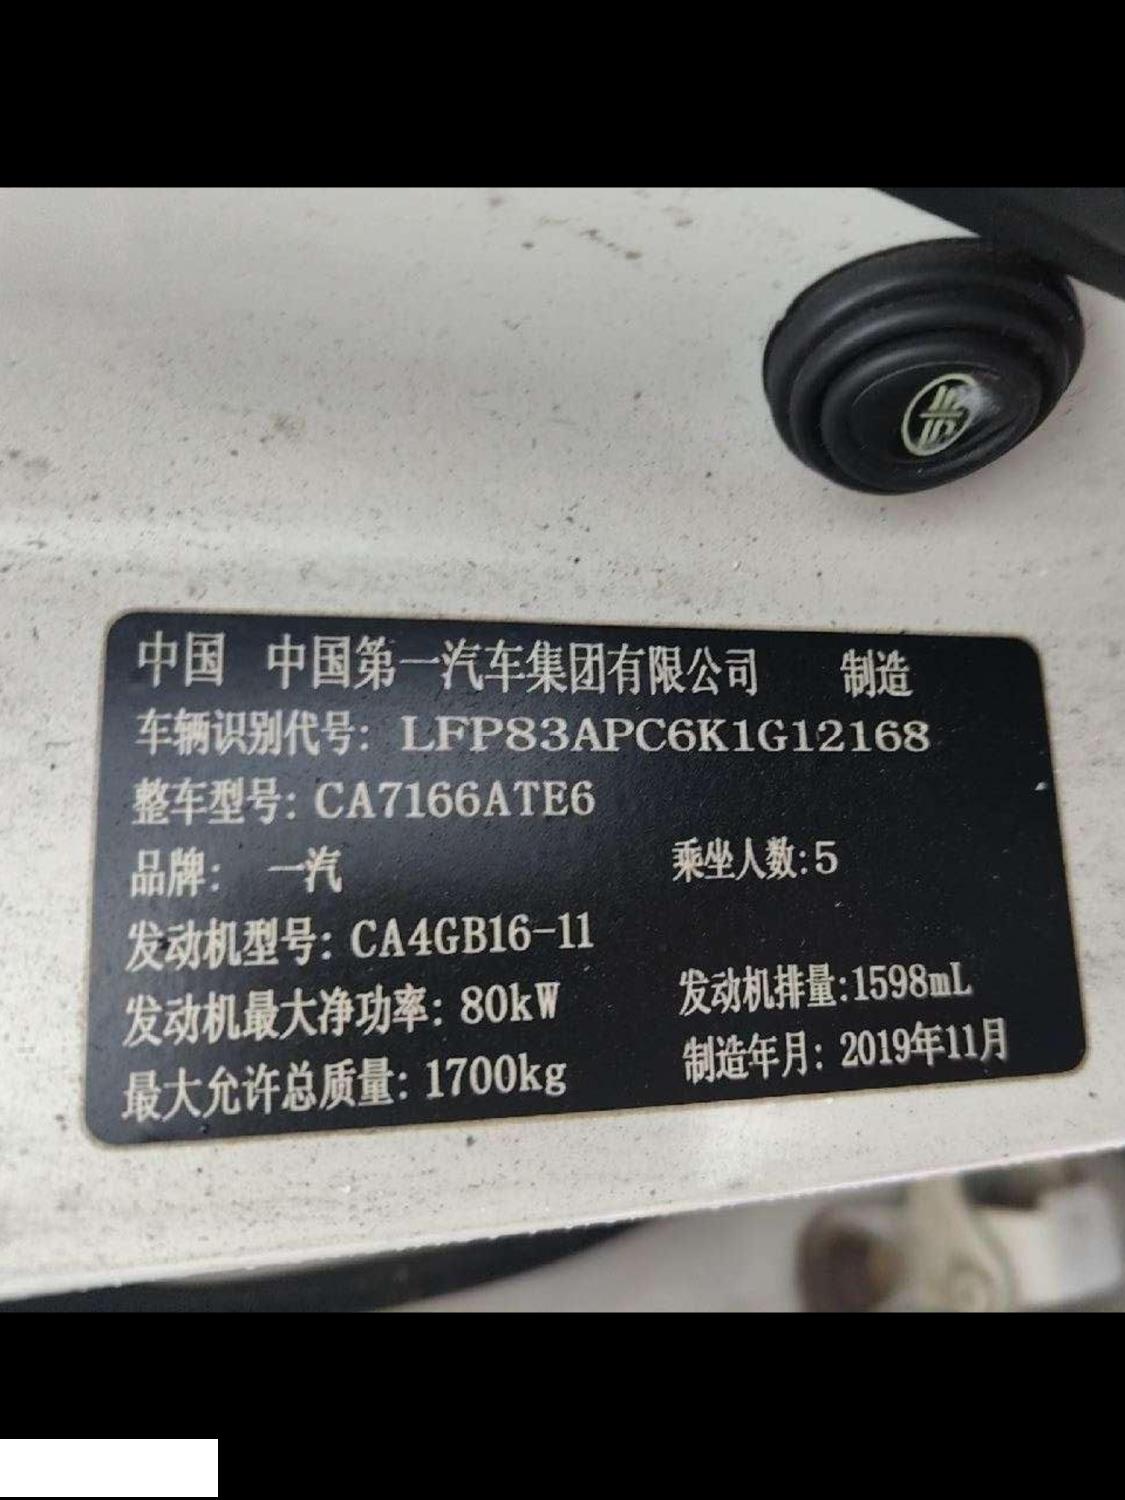 中国 中国第一汽车集团有限公司 制造
车辆识别代号: LFP83APC6K1G12168
整车型号: CA7166ATE6
品牌: 一汽 乘坐人数:5
发动机型号: CA4GB16-11
发动机最大净功率: 80kW 发动机排量:1598mL
最大允许总质量: 1700kg 制造年月: 2019年11月